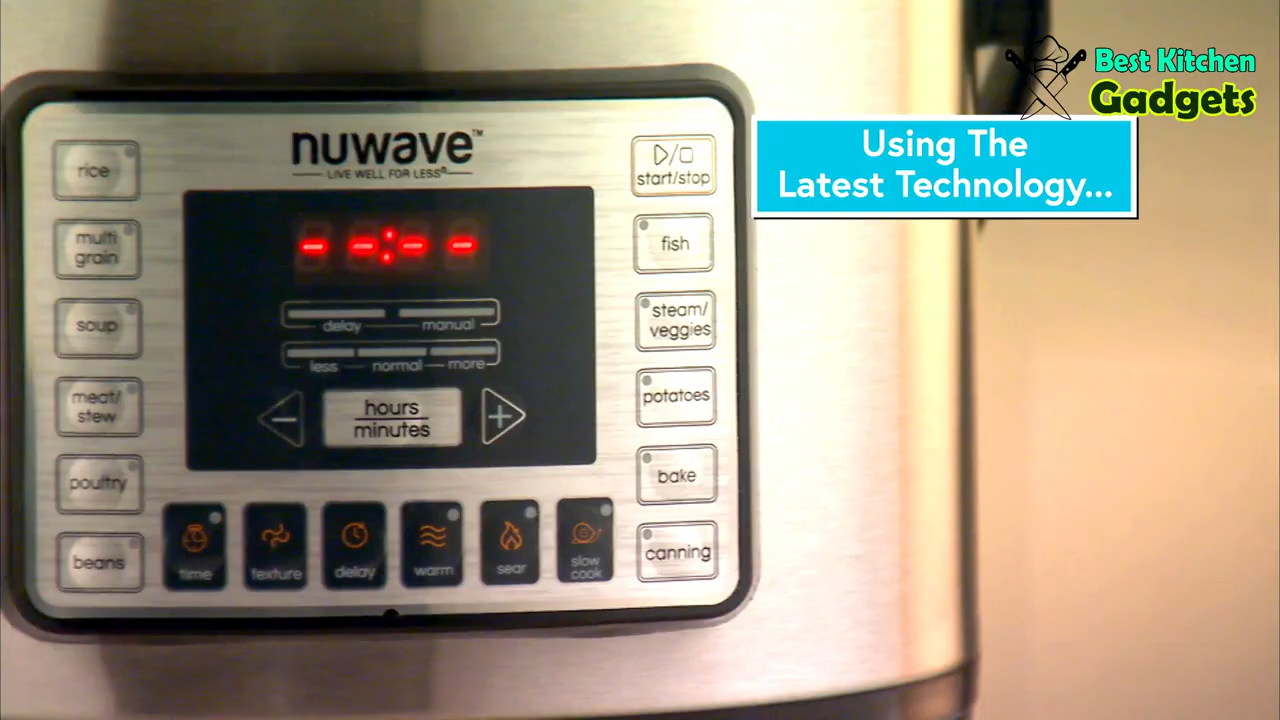 Best Kitchen
Gadgets
Using The
Latest Technology...
nuwave™
LIVE WELL FOR LESS®
rice
multi
grain
soup
meat/
stew
poultry
beans
delay
manual
less
normal
more
hours
minutes
time
texture
delay
warm
sear
slow
cook
start/stop
fish
steam/
veggies
potatoes
bake
canning